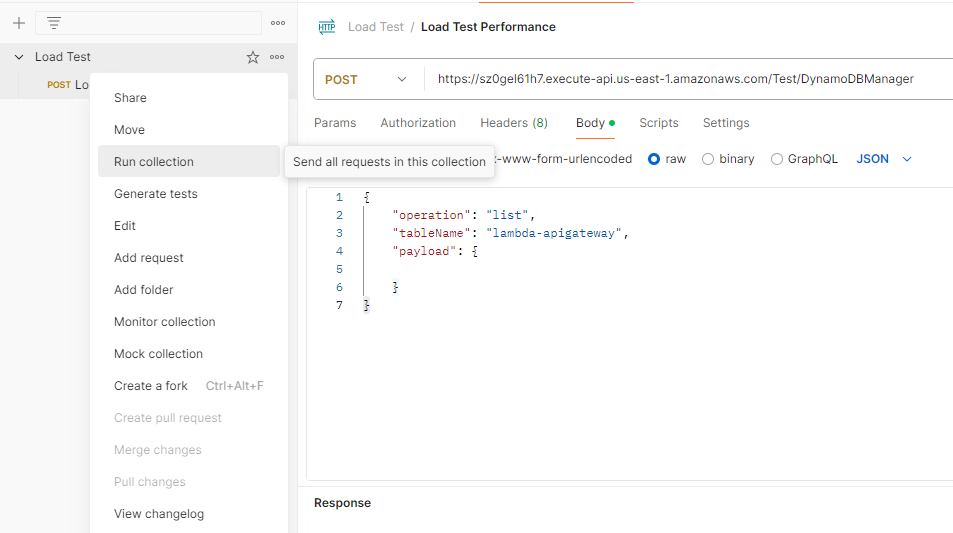 HTTP Load Test / Load Test Performance
Load Test
POST Lo
Share
Move
Run collection
Send all requests in this collection
Generate tests
Edit
Add request
Add folder
Monitor collection
Mock collection
Create a fork Ctrl+Alt+F
Create pull request
Merge changes
Pull changes
View changelog
POST https://sz0gel61h7.execute-api.us-east-1.amazonaws.com/Test/DynamoDBManager
Params Authorization Headers (8) Body Scripts Settings
-www-form-urlencoded raw binary GraphQL JSON
1 {
2 "operation": "list",
3 "tableName": "lambda-apigateway",
4 "payload": {
5
6 }
7 }
Response